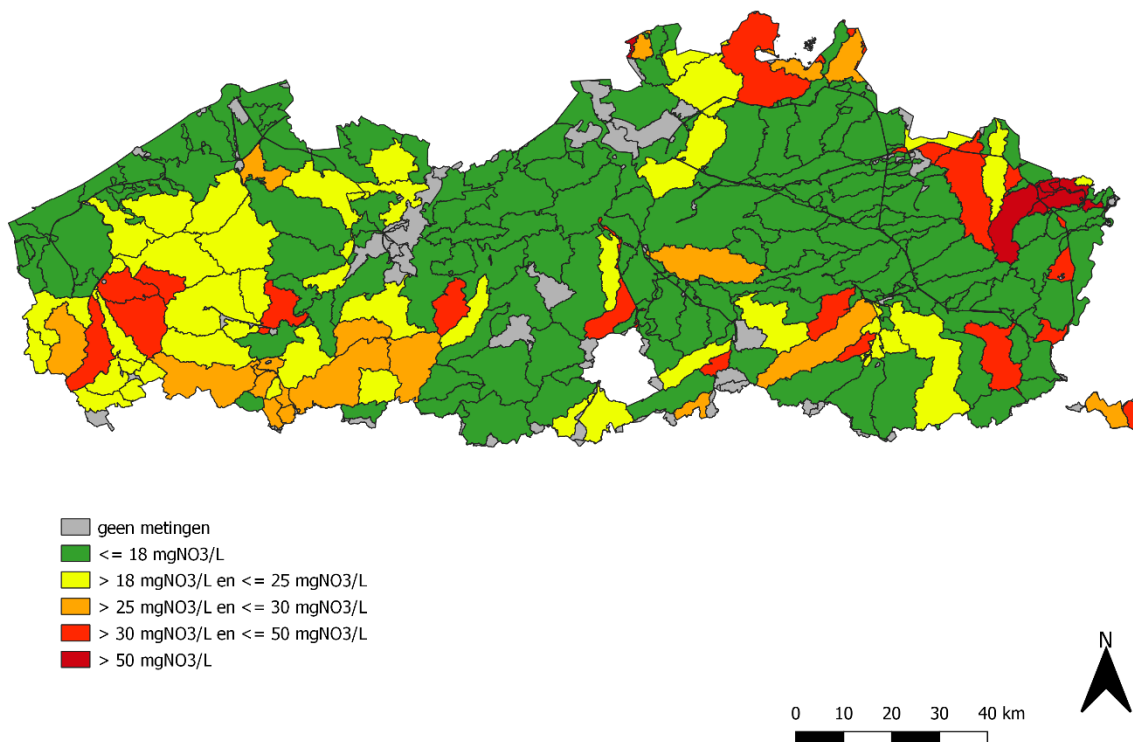 geen metingen
<= 18 mgNO3/L
> 18 mgNO3/L en <= 25 mgNO3/L
> 25 mgNO3/L en <= 30 mgNO3/L
> 30 mgNO3/L en <= 50 mgNO3/L
> 50 mgNO3/L
N
0 10 20 30 40 km